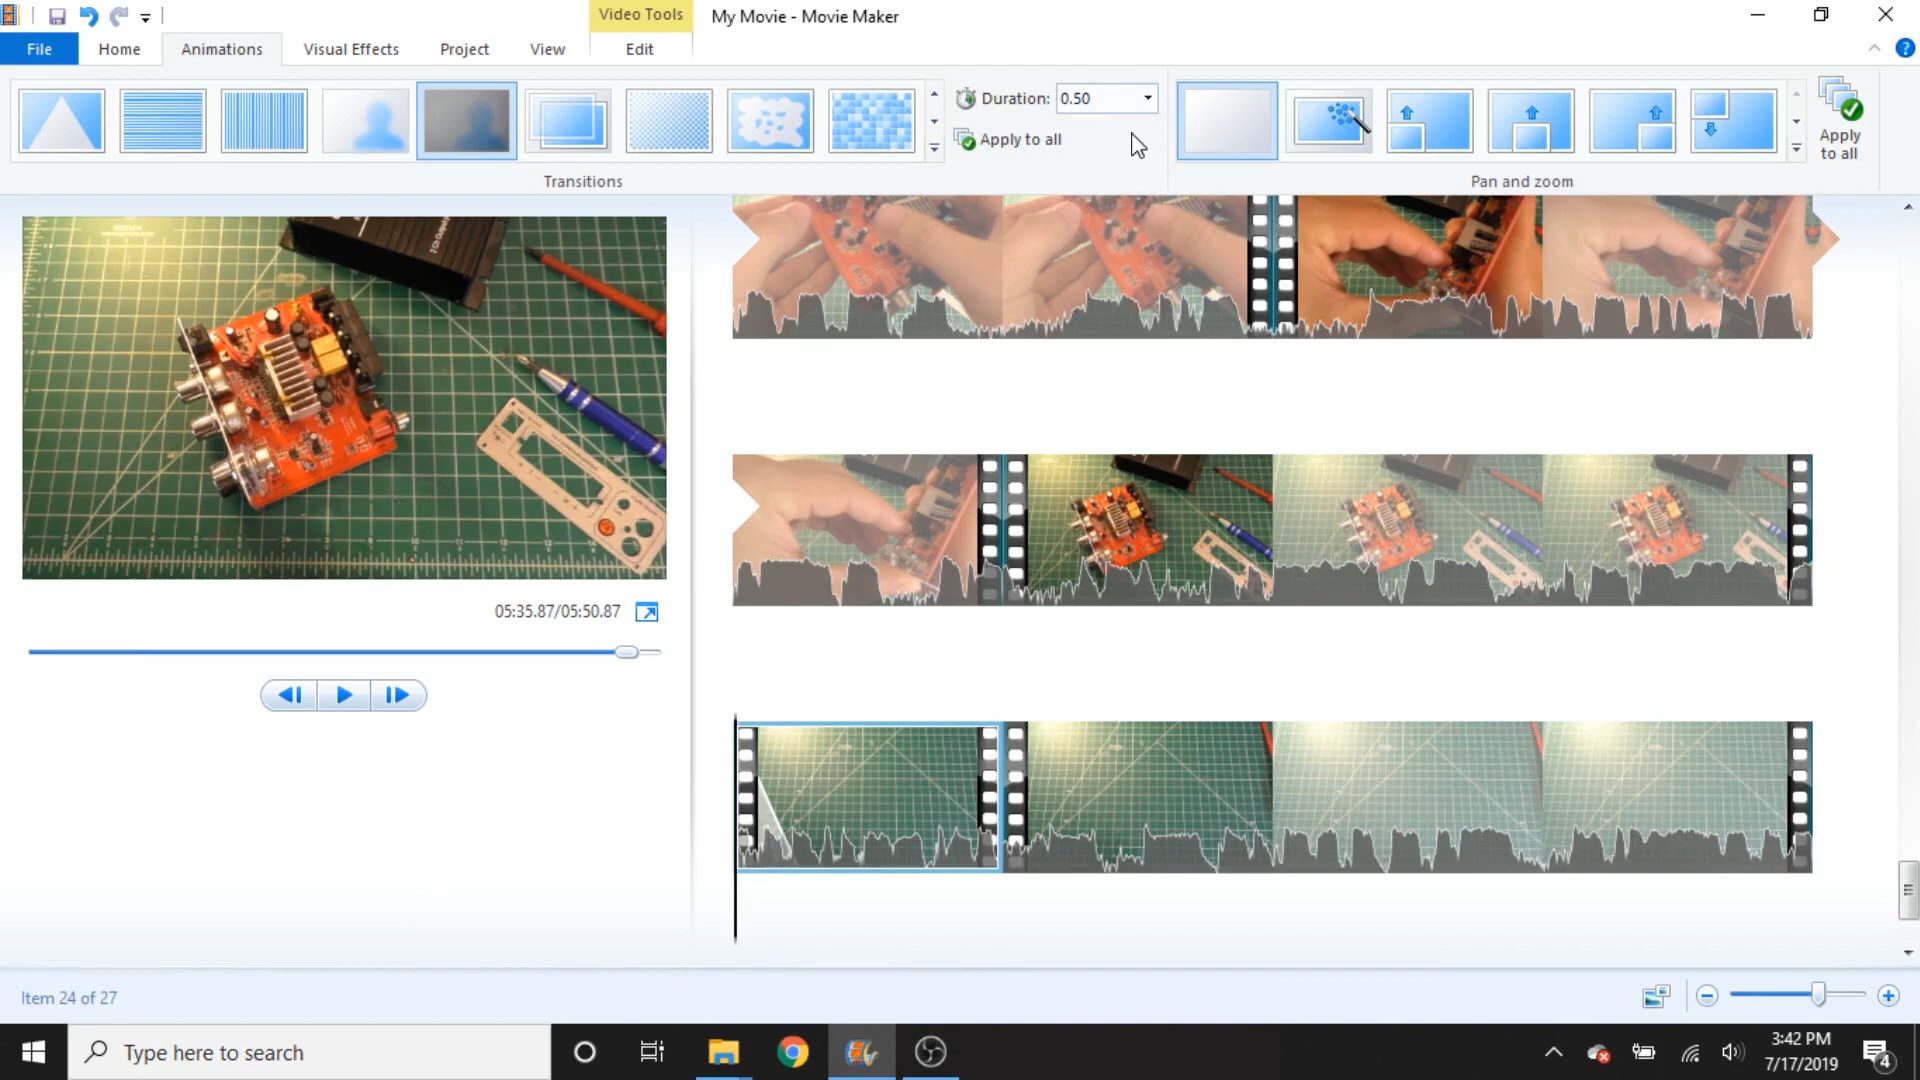 Video Tools
My Movie - Movie Maker
File
Home
Animations
Visual Effects
Project
View
Edit
Duration:
0.50
Apply to all
Apply
to all
Transitions
Pan and zoom
05:35.87/05:50.87
Item 24 of 27
Type here to search
3:42 PM
7/17/2019
4